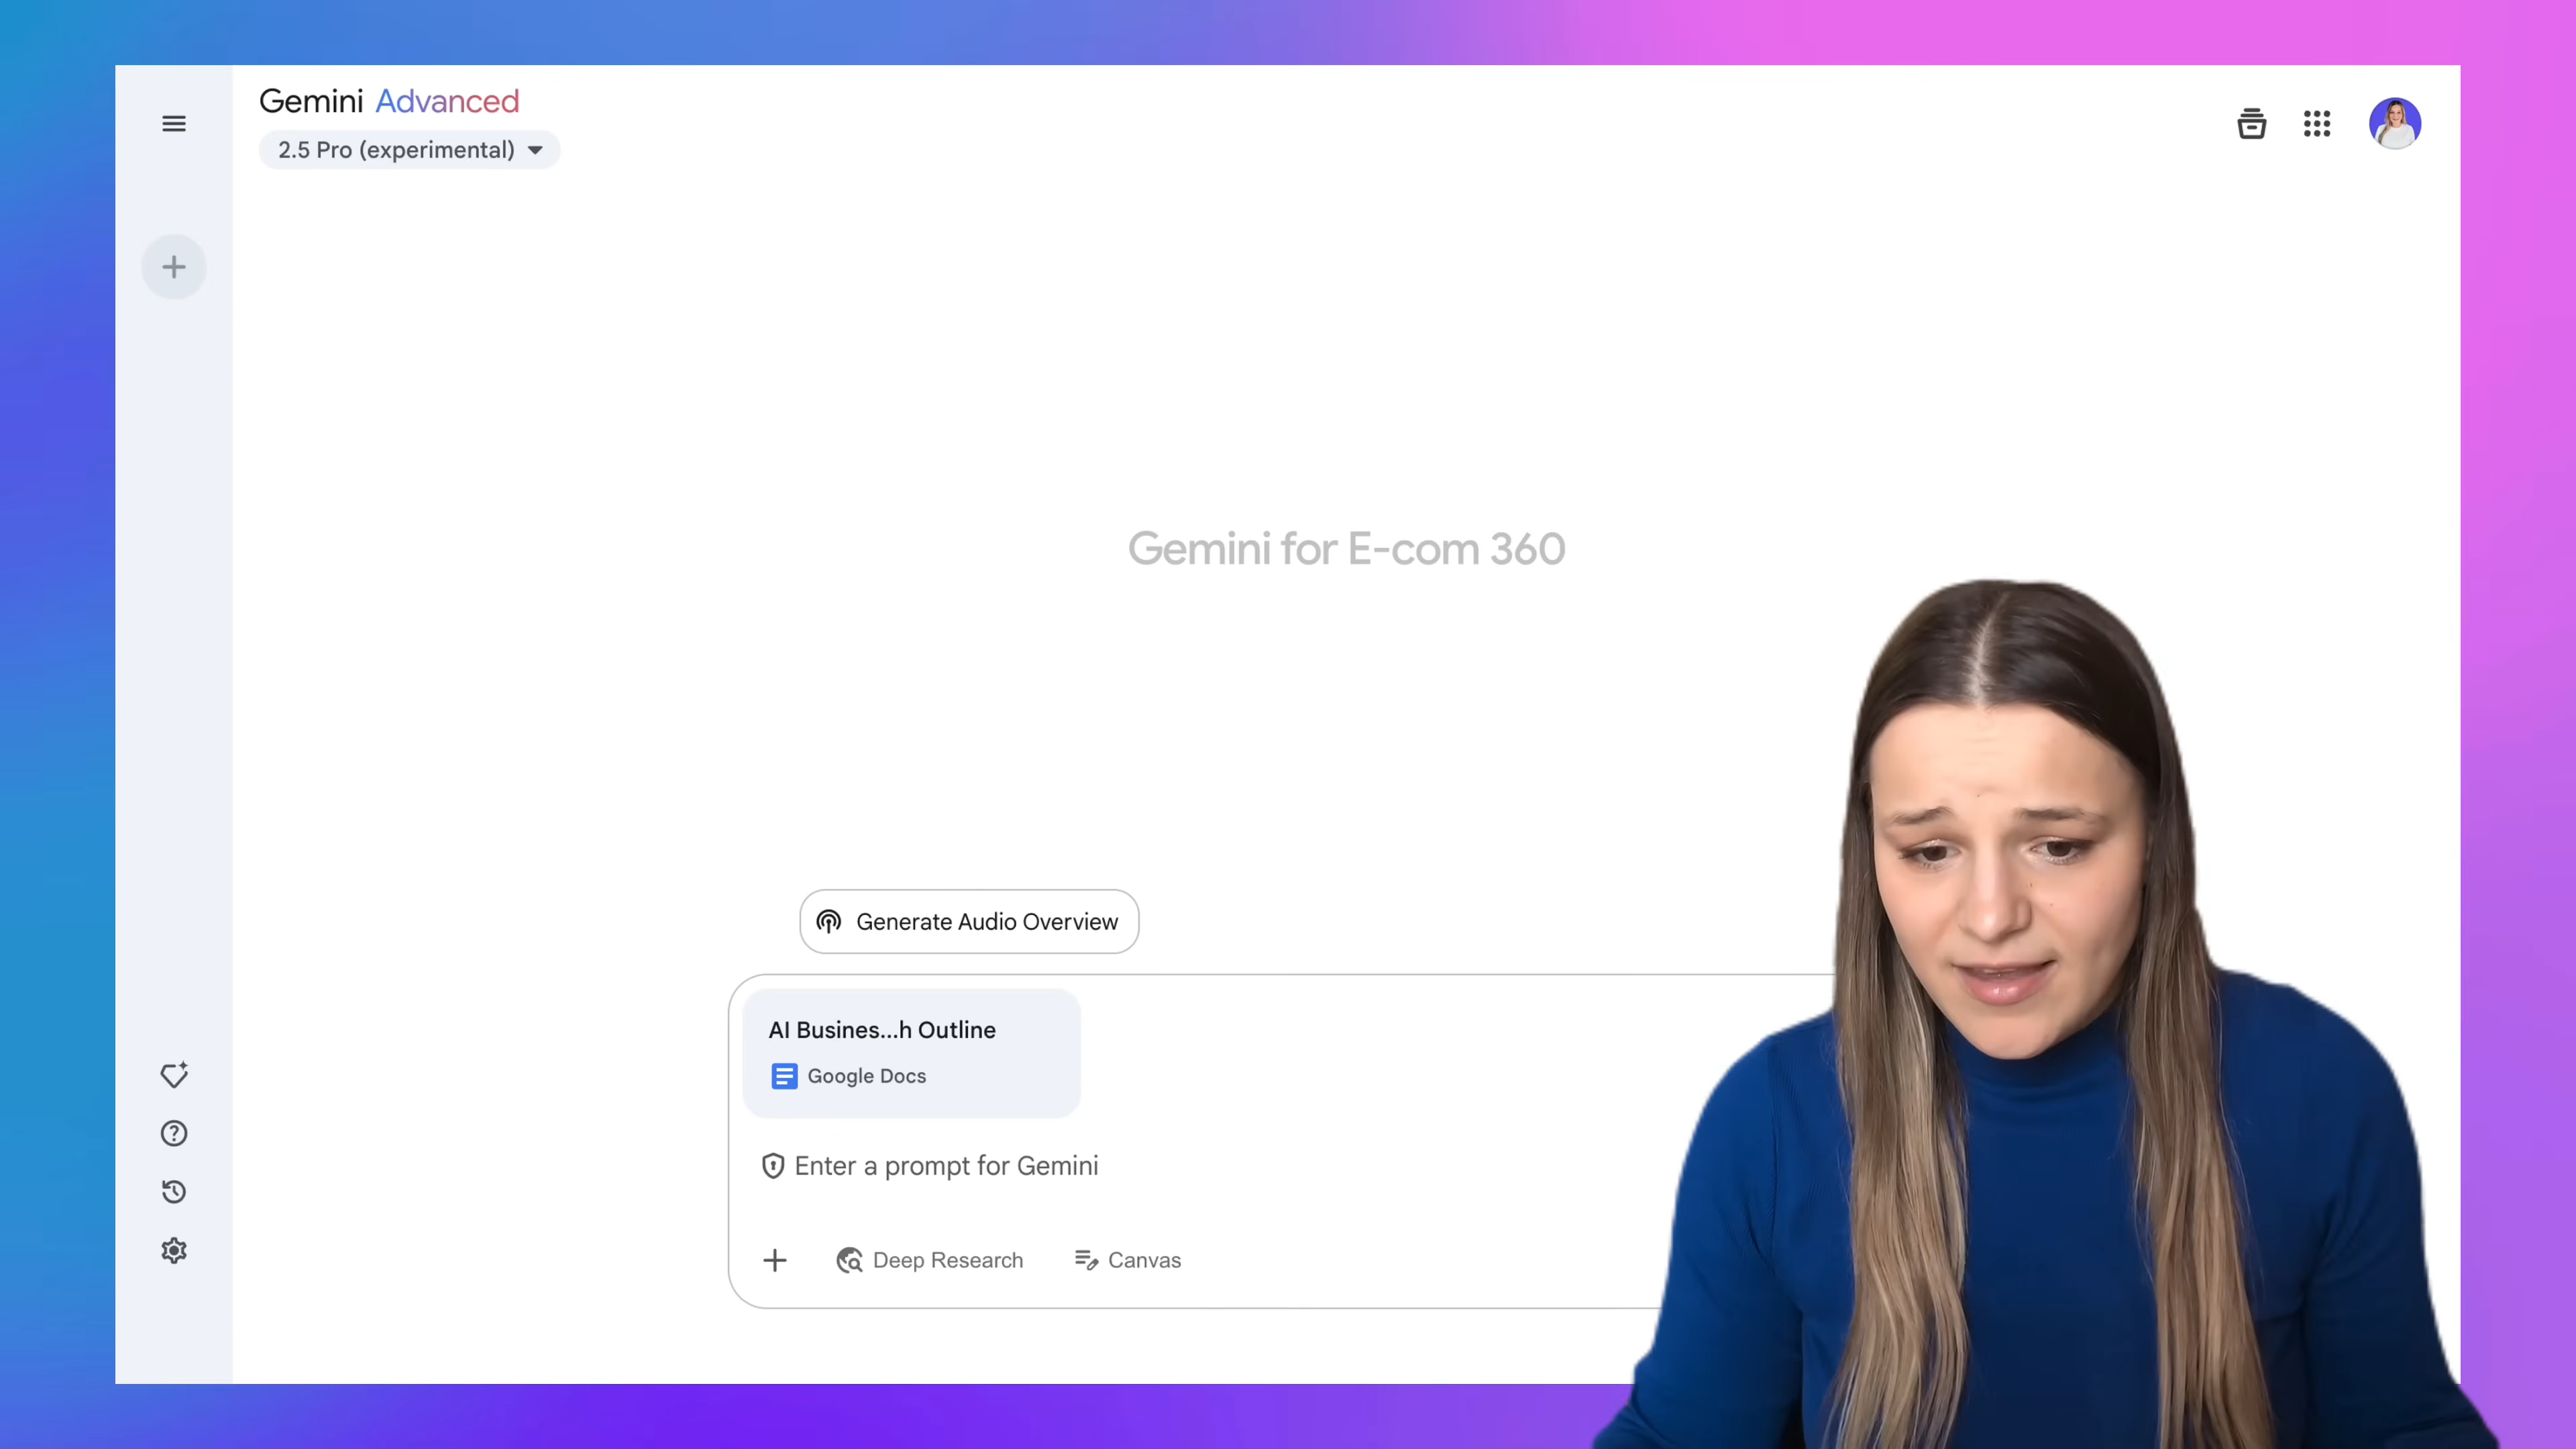 Gemini Advanced
2.5 Pro (experimental)
Gemini for E-com 360
Generate Audio Overview
AI Busines...h Outline
Google Docs
Enter a prompt for Gemini
Deep Research
Canvas